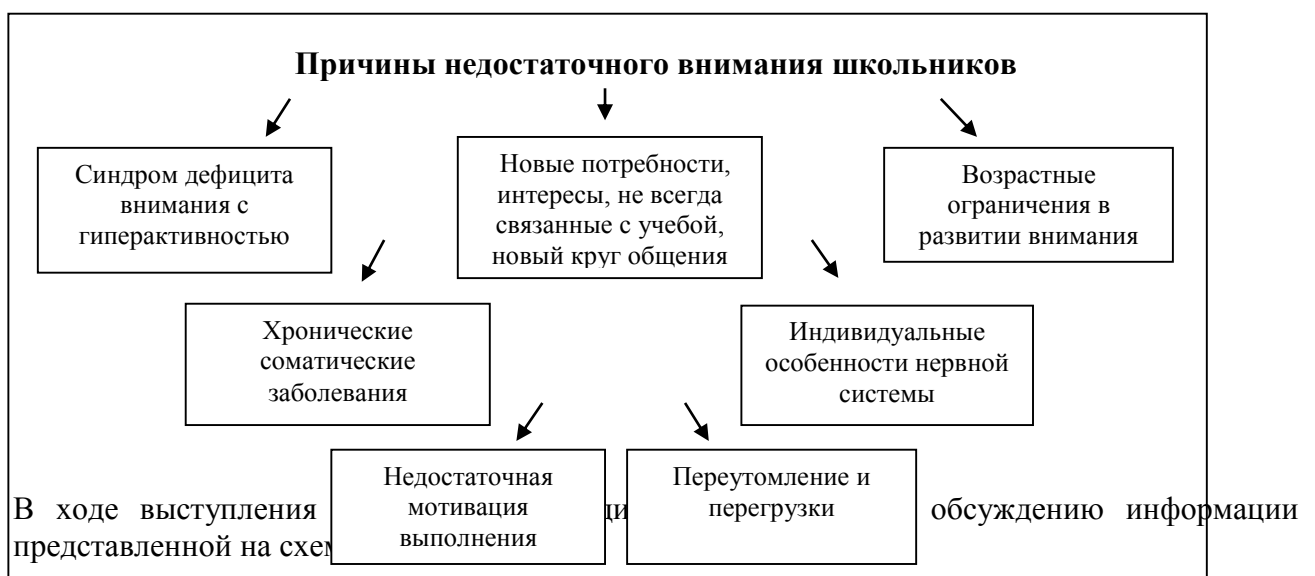 Причины недостаточного внимания школьников
Синдром дефицита
внимания с
гиперактивностью
Новые потребности,
интересы, не всегда
связанные с учебой,
новый круг общения
Возрастные
ограничения в
развитии внимания
Хронические
соматические
заболевания
Индивидуальные
особенности нервной
системы
Недостаточная
мотивация
выполнения
Переутомление и
перегрузки
В ходе выступления обсуждению информации
представленной на